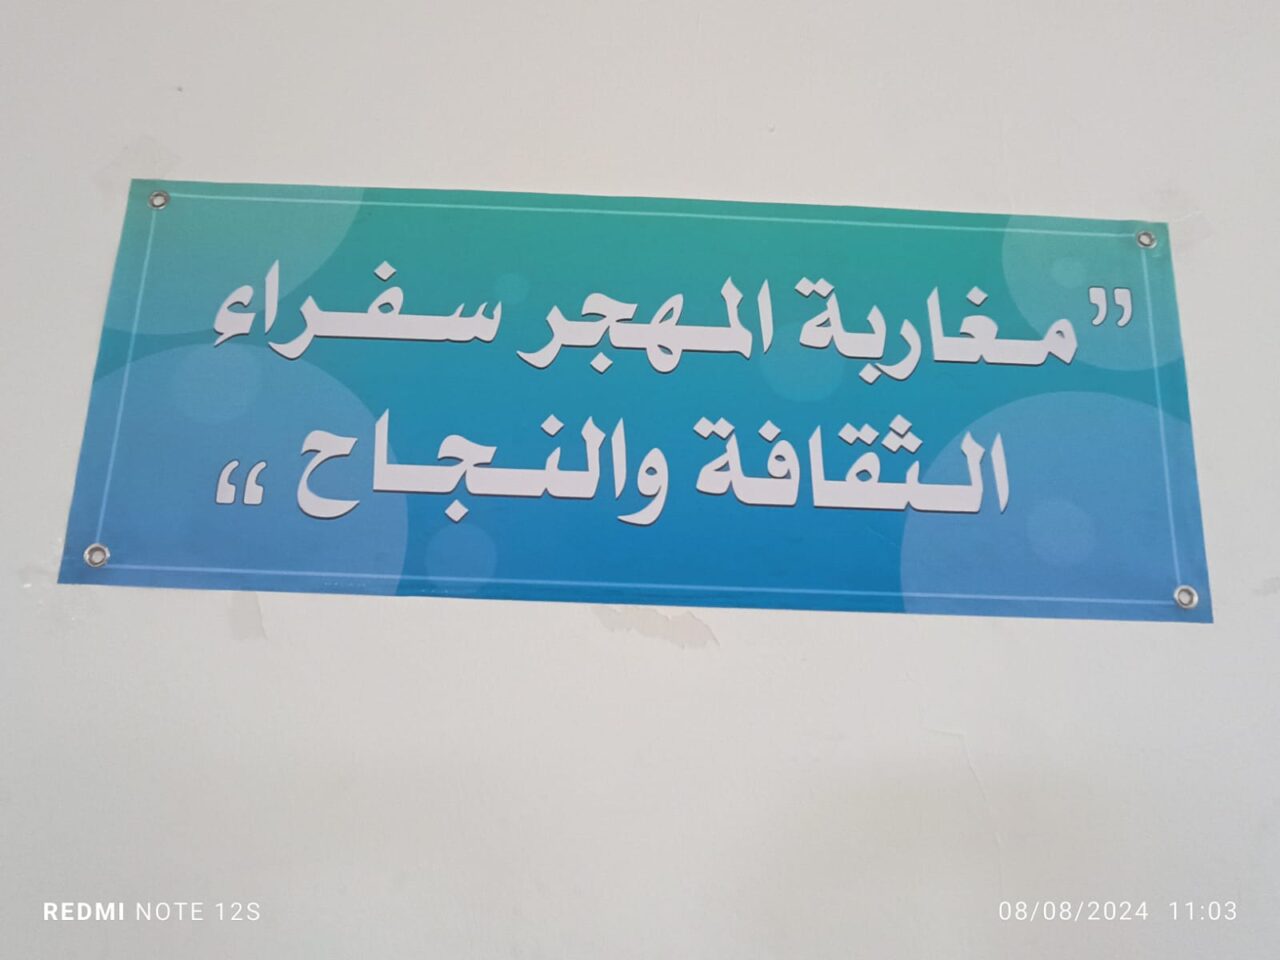 ”مغاربة المهجر سفراء
الثقافة والنجاح“
REDMI NOTE 12S
08/08/2024 11:03